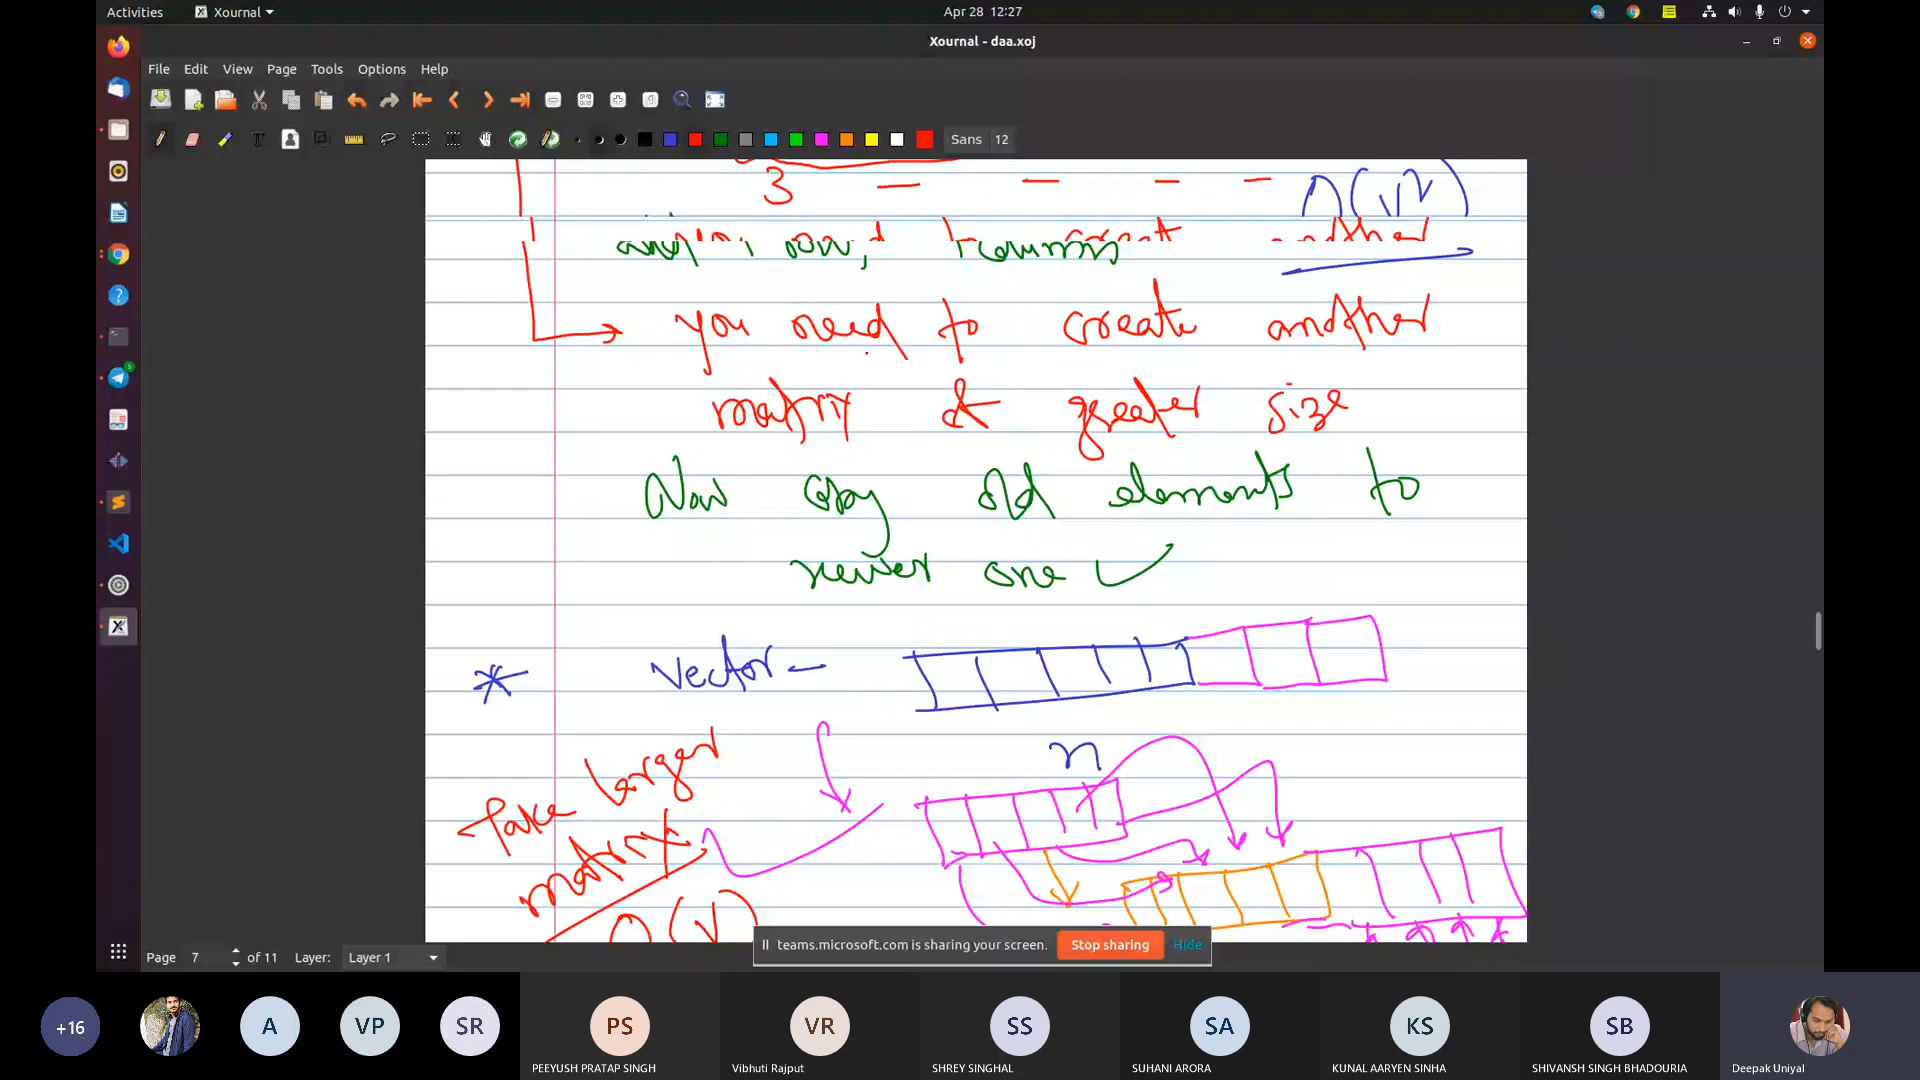 Activities Xournal Apr 28 12:27
Xournal - daa.xoj
File Edit View Page Tools Options Help
Sans 12
3 — — — — (V²)
row, columns
you need to create another
matrix of greater size
Now copy old elements to
newer one
* Vector —
n
Take larger
matrix
(V)
teams.microsoft.com is sharing your screen. Stop sharing Hide
Page 7 of 11 Layer: Layer 1
+16 A VP SR PS VR SS SA KS SB
PEEYUSH PRATAP SINGH Vibhuti Rajput SHREY SINGHAL SUHANI ARORA KUNAL AARYEN SINHA SHIVANSH SINGH BHADOURIA Deepak Uniyal